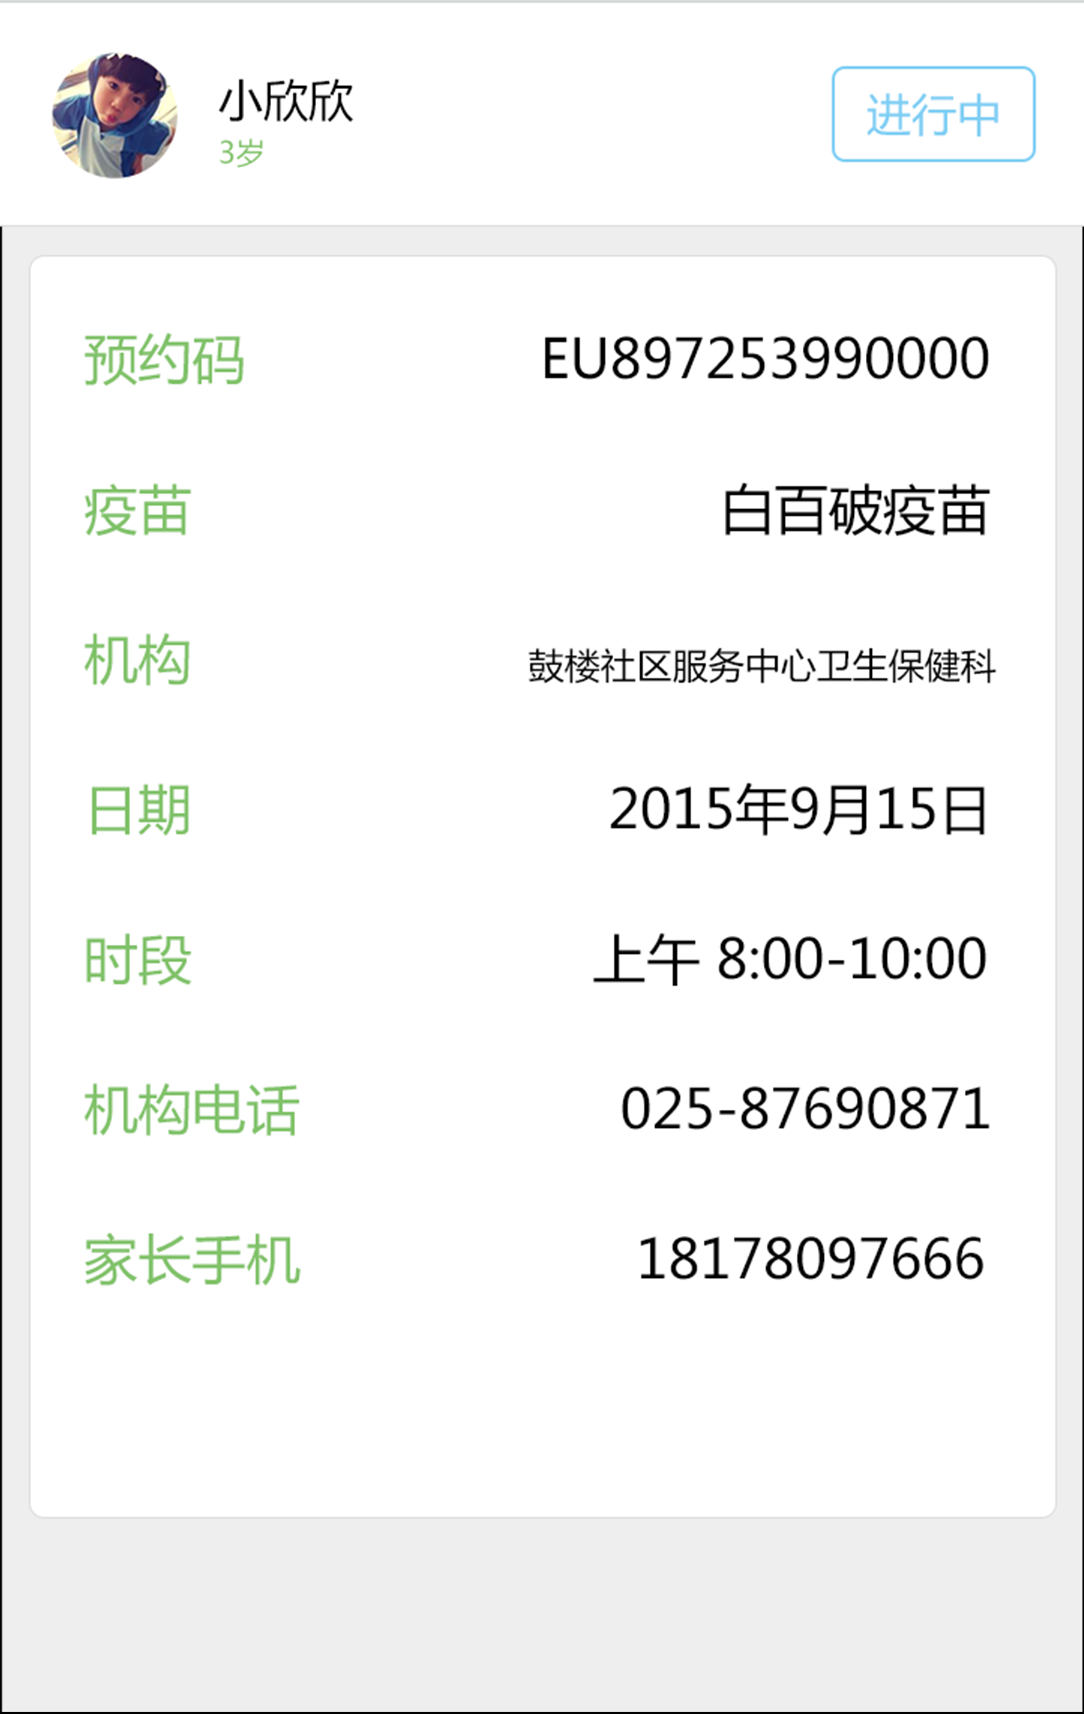 小欣欣
3岁
进行中
预约码 EU897253990000
疫苗 白百破疫苗
机构 鼓楼社区服务中心卫生保健科
日期 2015年9月15日
时段 上午 8:00-10:00
机构电话 025-87690871
家长手机 18178097666